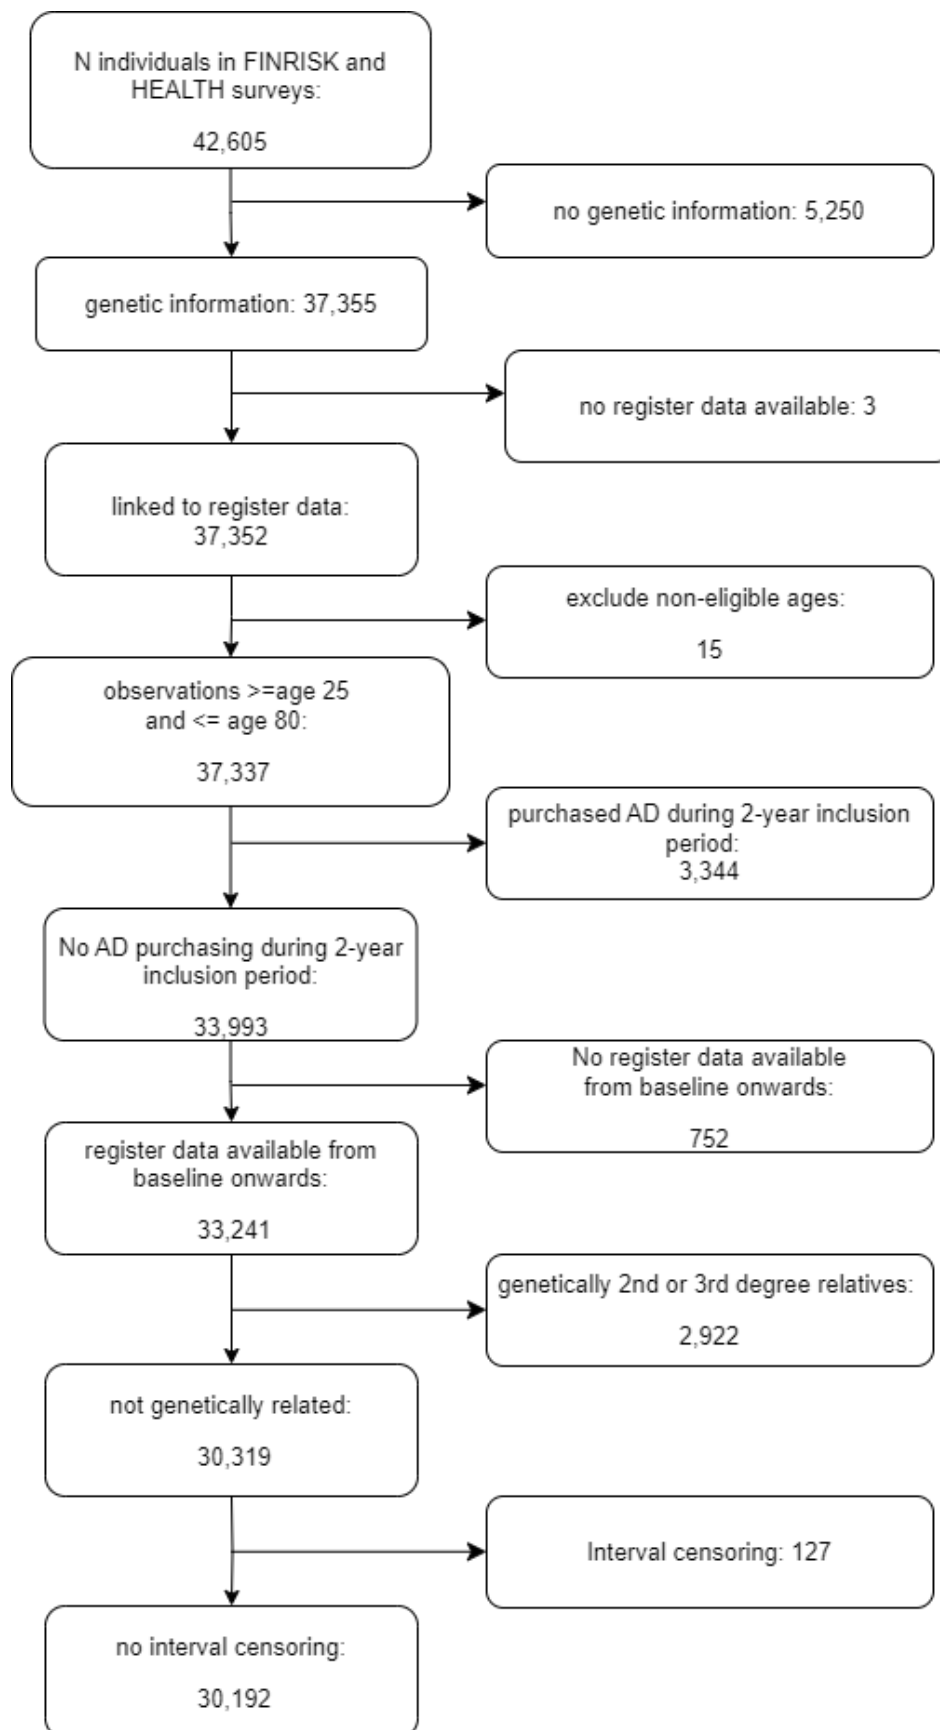 N individuals in FINRISK and
HEALTH surveys:
42,605
no genetic information: 5,250
genetic information: 37,355
no register data available: 3
linked to register data:
37,352
exclude non-eligible ages:
15
observations >=age 25
and <= age 80:
37,337
purchased AD during 2-year inclusion
period:
3,344
No AD purchasing during 2-year
inclusion period:
33,993
No register data available
from baseline onwards:
752
register data available from
baseline onwards:
33,241
genetically 2nd or 3rd degree relatives:
2,922
not genetically related:
30,319
Interval censoring: 127
no interval censoring:
30,192